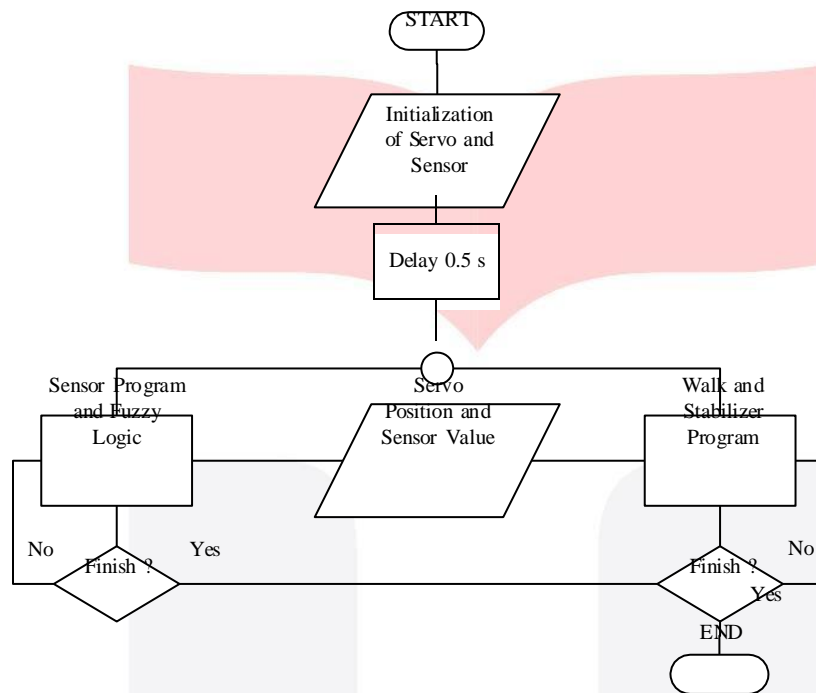 START
Initialization
of Servo and
Sensor
Delay 0.5 s
Sensor Program
and Fuzzy
Logic
Servo
Position and
Sensor Value
Walk and
Stabilizer
Program
No
Yes
Finish ?
Finish ?
No
Yes
END